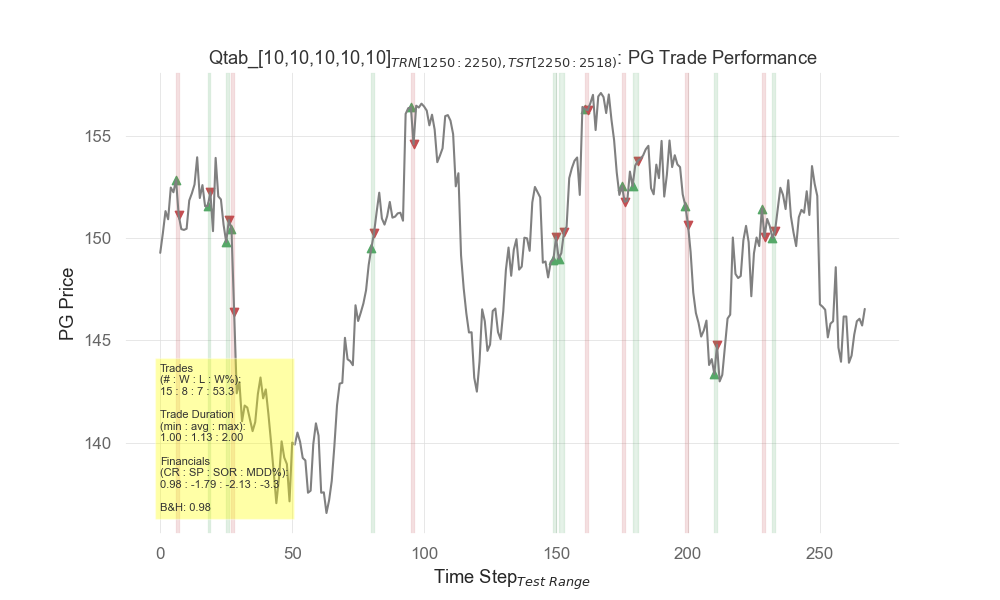 Qtab_[10,10,10,10,10]TRN[1250:2250),TST[2250:2518): PG Trade Performance
155
150
145
140
PG Price
Trades
(# : W : L : W%):
15 : 8 : 7 : 53.3
Trade Duration
(min : avg : max):
1.00 : 1.13 : 2.00
Financials
(CR : SP : SOR : MDD%):
0.98 : -1.79 : -2.13 : -3.3
B&H: 0.98
0 50 100 150 200 250
Time StepTest Range